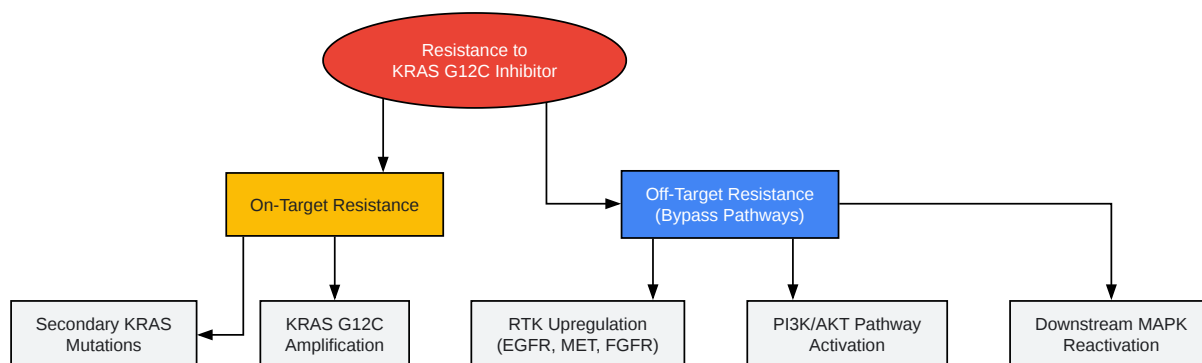 Resistance to
KRAS G12C Inhibitor
On-Target Resistance
Off-Target Resistance
(Bypass Pathways)
Secondary KRAS
Mutations
KRAS G12C
Amplification
RTK Upregulation
(EGFR, MET, FGFR)
PI3K/AKT Pathway
Activation
Downstream MAPK
Reactivation